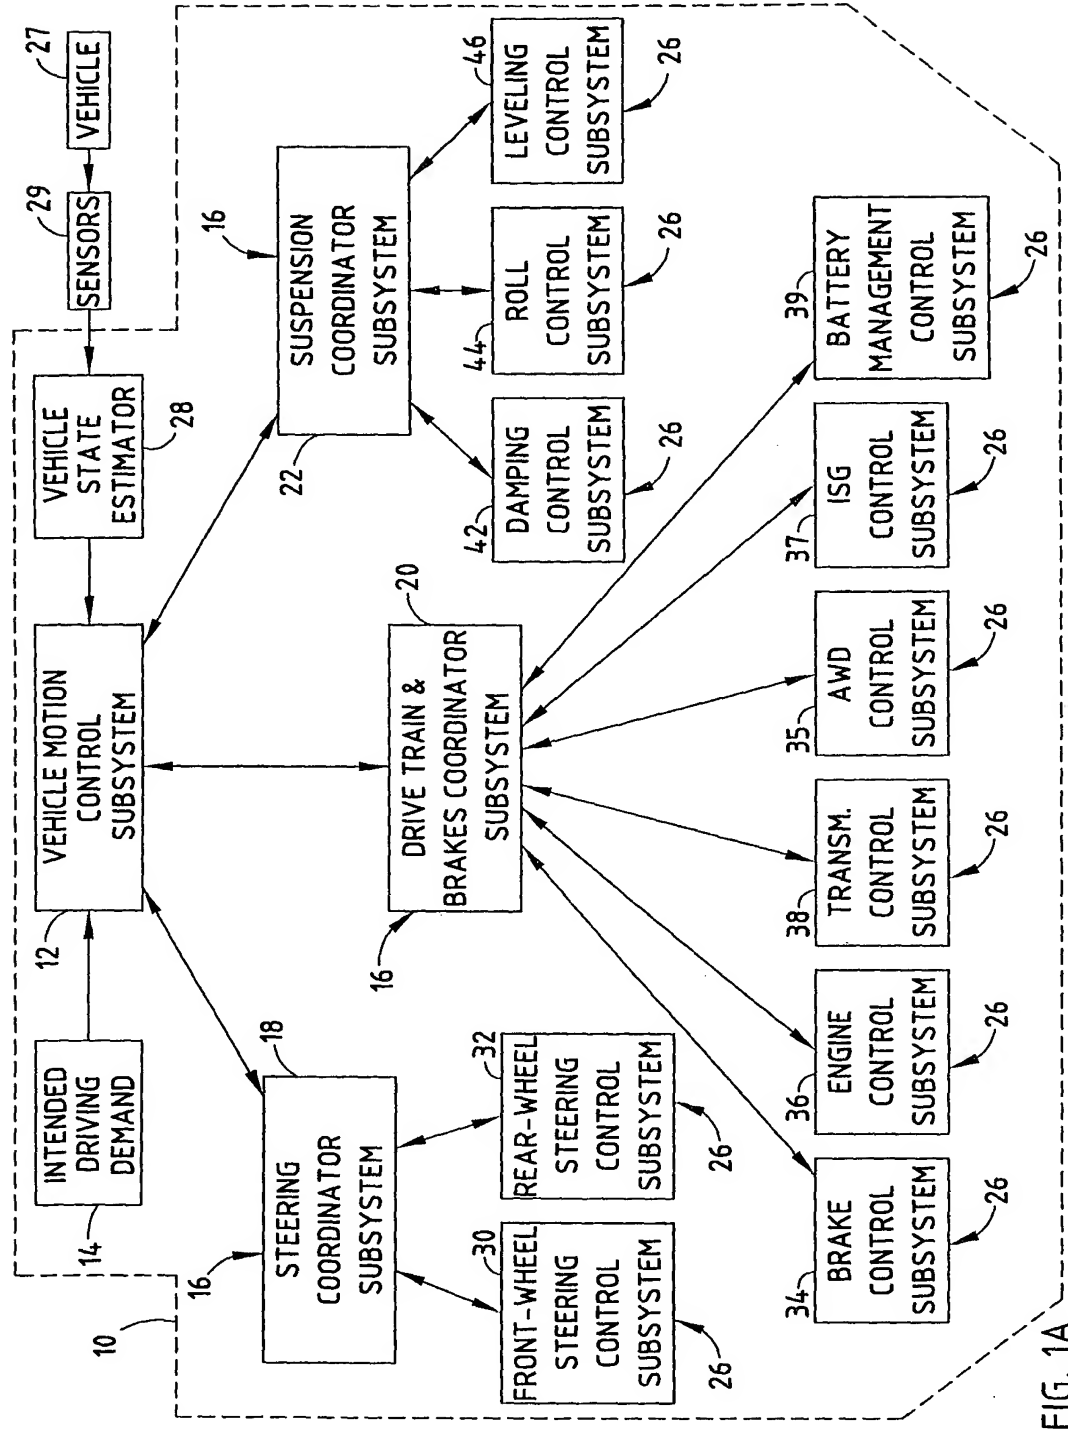 27
VEHICLE
29
SENSORS
VEHICLE
STATE
ESTIMATOR
28
VEHICLE MOTION
CONTROL
SUBSYSTEM
12
INTENDED
DRIVING
DEMAND
14
10
16
STEERING
COORDINATOR
SUBSYSTEM
18
16
DRIVE TRAIN &
BRAKES COORDINATOR
SUBSYSTEM
20
16
SUSPENSION
COORDINATOR
SUBSYSTEM
22
30
FRONT-WHEEL
STEERING
CONTROL
SUBSYSTEM
26
32
REAR-WHEEL
STEERING
CONTROL
SUBSYSTEM
26
42
DAMPING
CONTROL
SUBSYSTEM
26
44
ROLL
CONTROL
SUBSYSTEM
26
46
LEVELING
CONTROL
SUBSYSTEM
26
34
BRAKE
CONTROL
SUBSYSTEM
26
36
ENGINE
CONTROL
SUBSYSTEM
26
38
TRANSM.
CONTROL
SUBSYSTEM
26
35
AWD
CONTROL
SUBSYSTEM
26
37
ISG
CONTROL
SUBSYSTEM
26
39
BATTERY
MANAGEMENT
CONTROL
SUBSYSTEM
26
FIG. 1A